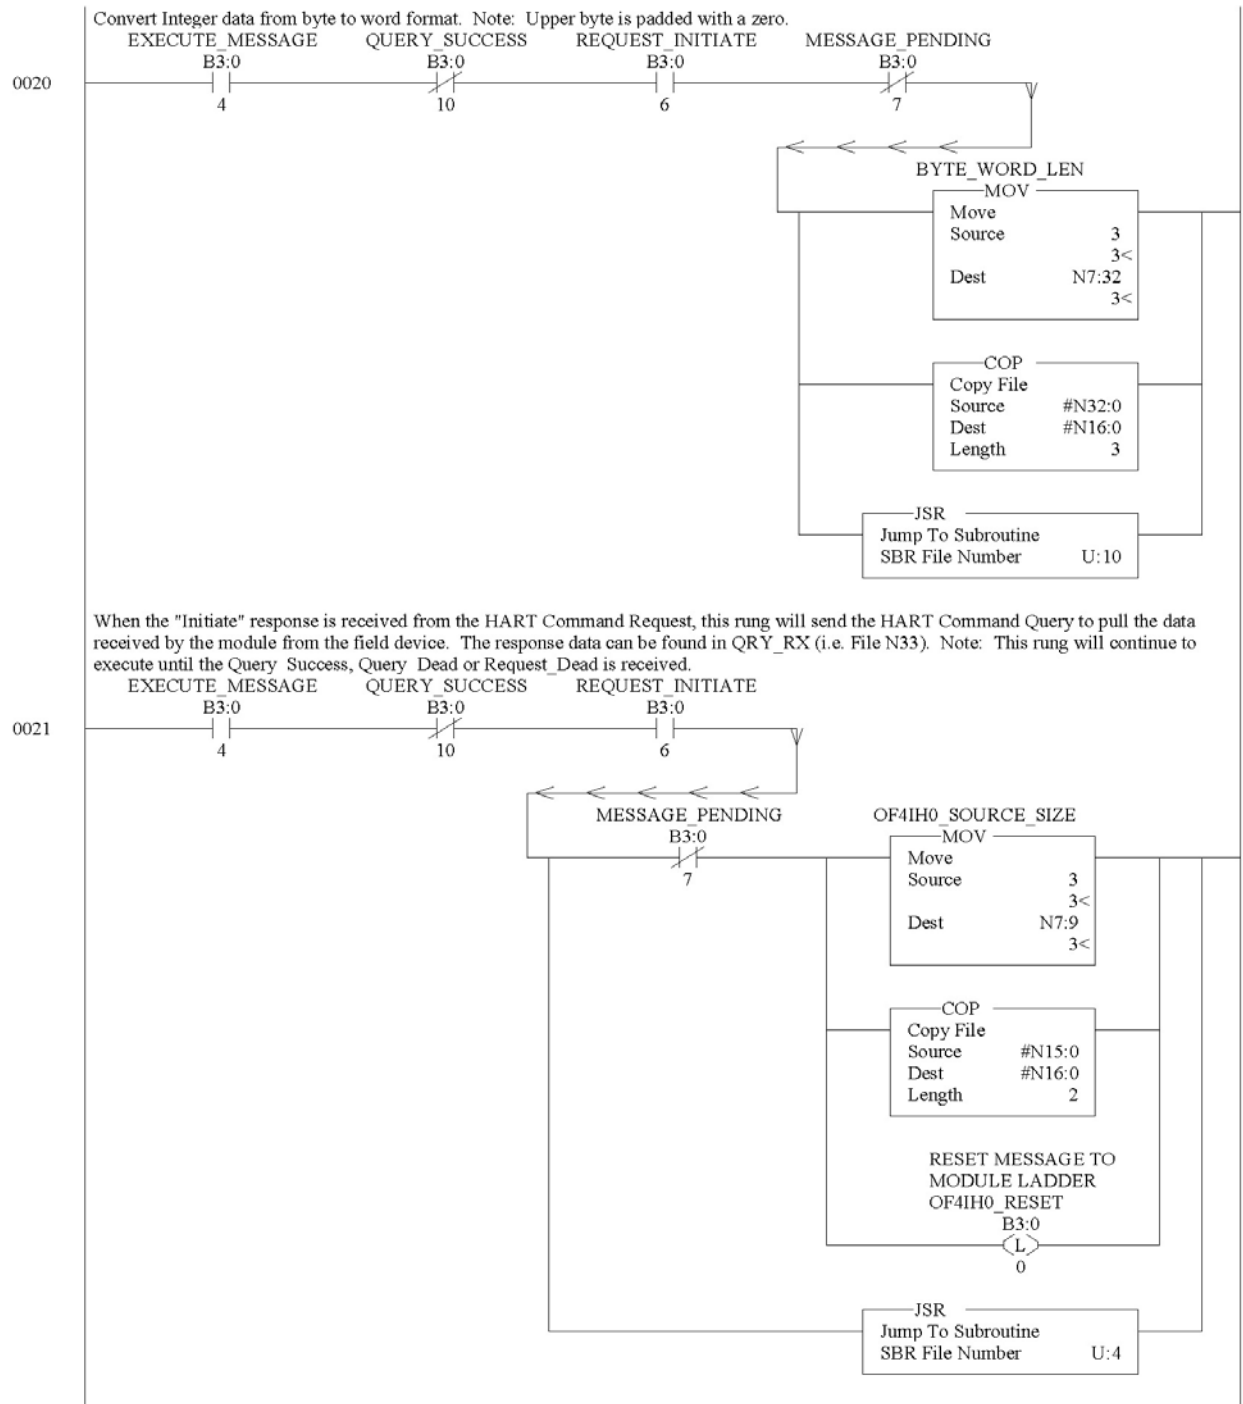 Convert Integer data from byte to word format.  Note:  Upper byte is padded with a zero.
EXECUTE_MESSAGE QUERY_SUCCESS REQUEST_INITIATE MESSAGE_PENDING
B3:0 B3:0 B3:0 B3:0
0020
4 10 6 7
BYTE_WORD_LEN
MOV
Move
Source 3
3<
Dest N7:32
3<
COP
Copy File
Source #N32:0
Dest #N16:0
Length 3
JSR
Jump To Subroutine
SBR File Number U:10
When the "Initiate" response is received from the HART Command Request, this rung will send the HART Command Query to pull the data
received by the module from the field device.  The response data can be found in QRY_RX (i.e. File N33).  Note:  This rung will continue to
execute until the Query Success, Query Dead or Request_Dead is received.
EXECUTE_MESSAGE QUERY_SUCCESS REQUEST_INITIATE
B3:0 B3:0 B3:0
0021
4 10 6
MESSAGE_PENDING OF4IH0_SOURCE_SIZE
B3:0 MOV
7
Move
Source 3
3<
Dest N7:9
3<
COP
Copy File
Source #N15:0
Dest #N16:0
Length 2
RESET MESSAGE TO
MODULE LADDER
OF4IH0_RESET
B3:0
L
0
JSR
Jump To Subroutine
SBR File Number U:4